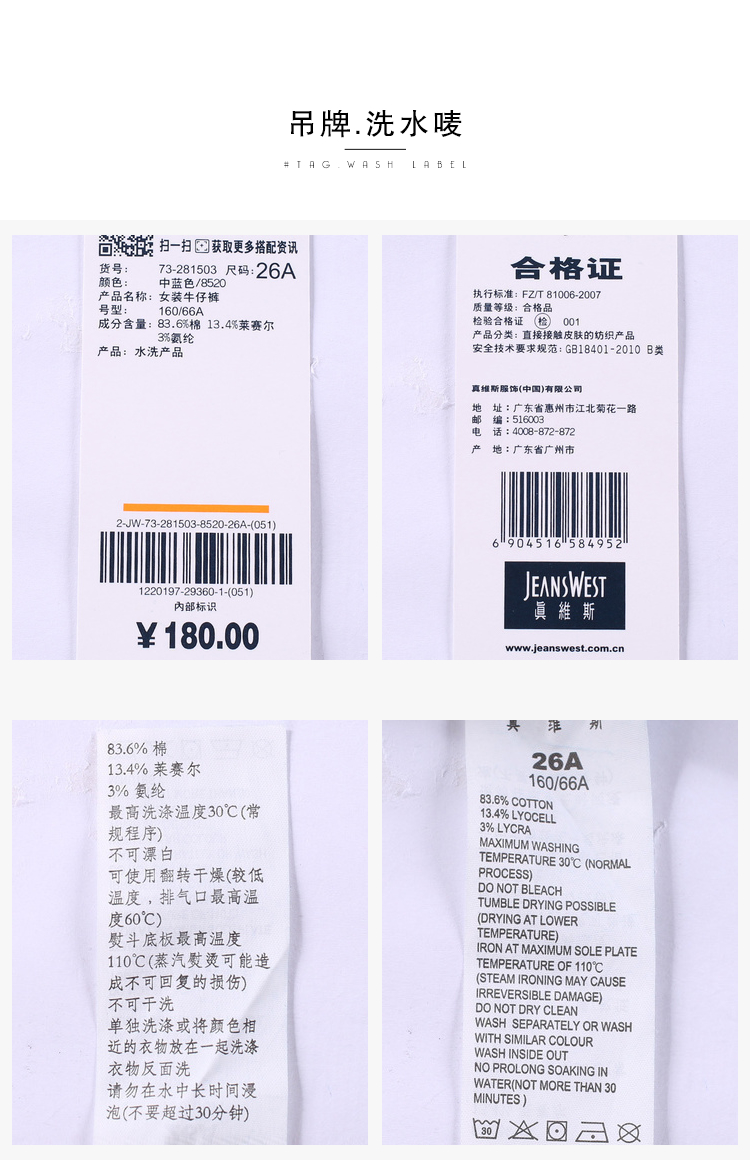 吊牌.洗水唛
#TAG.WASH LABEL
扫一扫 获取更多搭配资讯
货号: 73-281503 尺码:26A
颜色: 中蓝色/8520
产品名称: 女装牛仔裤
号型: 160/66A
成分含量: 83.6%棉 13.4%莱赛尔
3%氨纶
产品: 水洗产品
2-JW-73-281503-8520-26A-(051)
1220197-29360-1-(051)
内部标识
¥180.00
合格证
执行标准: FZ/T 81006-2007
质量等级: 合格品
检验合格证 检 001
产品分类: 直接接触皮肤的纺织产品
安全技术要求规范: GB18401-2010 B类
真维斯服饰(中国)有限公司
地 址: 广东省惠州市江北菊花一路
邮 编: 516003
电 话: 4008-872-872
产 地: 广东省广州市
6 904516 584952
JEANSWEST
真維斯
www.jeanswest.com.cn
83.6% 棉
13.4% 莱赛尔
3% 氨纶
最高洗涤温度30℃(常
规程序)
不可漂白
可使用翻转干燥(较低
温度，排气口最高温
度60℃)
熨斗底板最高温度
110℃(蒸汽熨烫可能造
成不可回复的损伤)
不可干洗
单独洗涤或将颜色相
近的衣物放在一起洗涤
衣物反面洗
请勿在水中长时间浸
泡(不要超过30分钟)
真 维 斯
26A
160/66A
83.6% COTTON
13.4% LYOCELL
3% LYCRA
MAXIMUM WASHING
TEMPERATURE 30℃ (NORMAL
PROCESS)
DO NOT BLEACH
TUMBLE DRYING POSSIBLE
(DRYING AT LOWER
TEMPERATURE)
IRON AT MAXIMUM SOLE PLATE
TEMPERATURE OF 110℃
(STEAM IRONING MAY CAUSE
IRREVERSIBLE DAMAGE)
DO NOT DRY CLEAN
WASH SEPARATELY OR WASH
WITH SIMILAR COLOUR
WASH INSIDE OUT
NO PROLONG SOAKING IN
WATER(NOT MORE THAN 30
MINUTES )
30